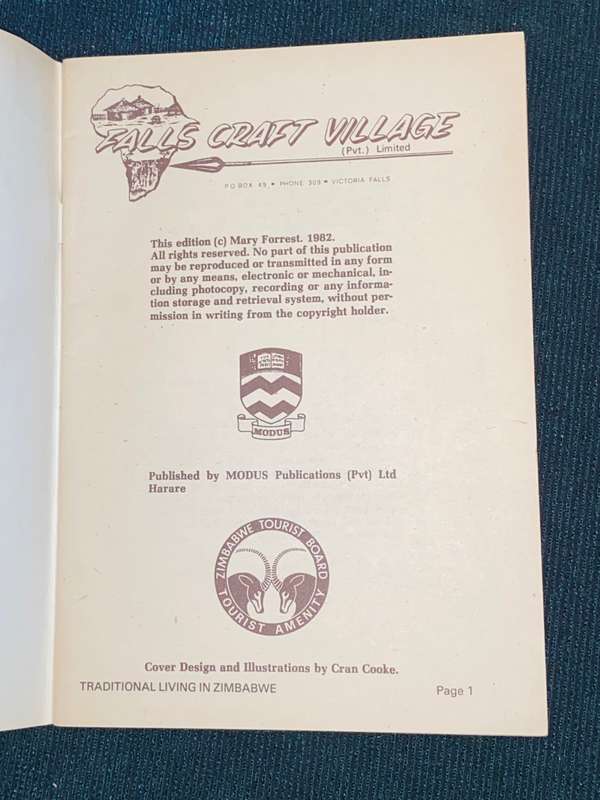 FALLS CRAFT VILLAGE
(Pvt.) Limited
P O BOX 49 • PHONE 309 • VICTORIA FALLS
This edition (c) Mary Forrest. 1982.
All rights reserved. No part of this publication
may be reproduced or transmitted in any form
or by any means, electronic or mechanical, in-
cluding photocopy, recording or any informa-
tion storage and retrieval system, without per-
mission in writing from the copyright holder.
MODUS
Published by MODUS Publications (Pvt) Ltd
Harare
ZIMBABWE TOURIST BOARD
TOURIST AMENITY
Cover Design and Illustrations by Cran Cooke.
TRADITIONAL LIVING IN ZIMBABWE Page 1